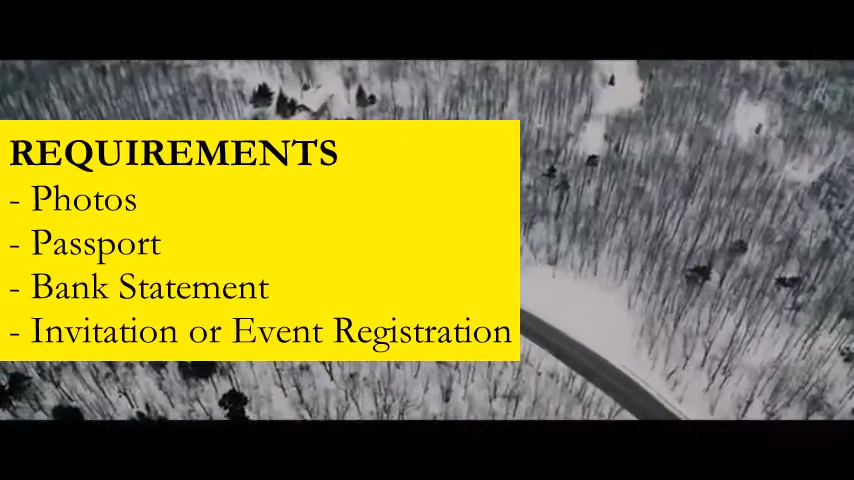 REQUIREMENTS
- Photos
- Passport
- Bank Statement
- Invitation or Event Registration